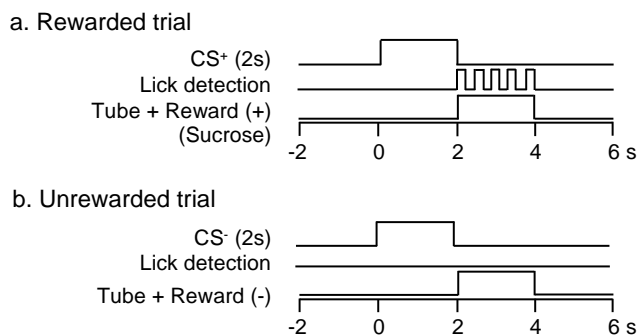 a. Rewarded trial
CS+ (2s)
Lick detection
Tube + Reward (+)
(Sucrose)
-2 0 2 4 6 s
b. Unrewarded trial
CS- (2s)
Lick detection
Tube + Reward (-)
-2 0 2 4 6 s